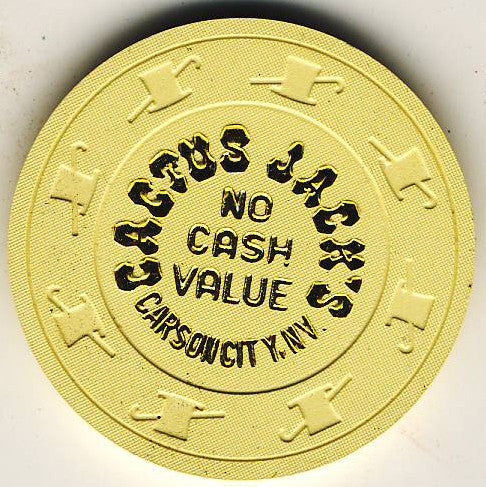 CACTUS JACK'S
NO
CASH
VALUE
CARSON CITY, NV.